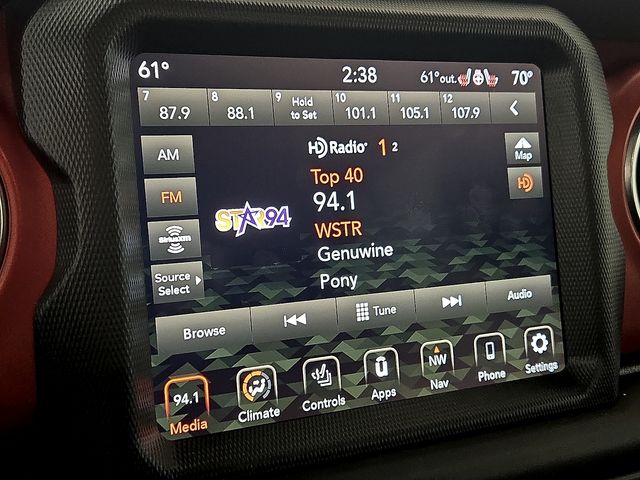 61° 2:38 61°out. 70°
7 8 9 Hold to Set 10 11 12
87.9 88.1 101.1 105.1 107.9
AM
FM
SiriusXM
Source Select
HD Radio 1 2
Top 40
94.1
WSTR
Genuwine
Pony
STAR94
Map
HD
Browse Tune Audio
94.1 NW
Media Climate Controls Apps Nav Phone Settings